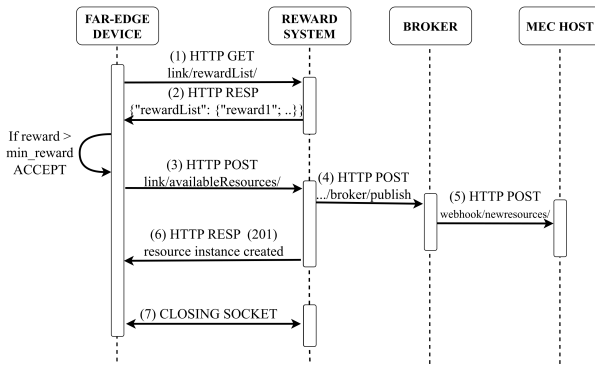 FAR-EDGE
DEVICE
REWARD
SYSTEM
BROKER
MEC HOST
(1) HTTP GET
link/rewardList/
(2) HTTP RESP
{"rewardList": {"reward1"; ..}}
If reward >
min_reward
ACCEPT
(3) HTTP POST
link/availableResources/
(4) HTTP POST
.../broker/publish
(5) HTTP POST
webhook/newresources/
(6) HTTP RESP (201)
resource instance created
(7) CLOSING SOCKET